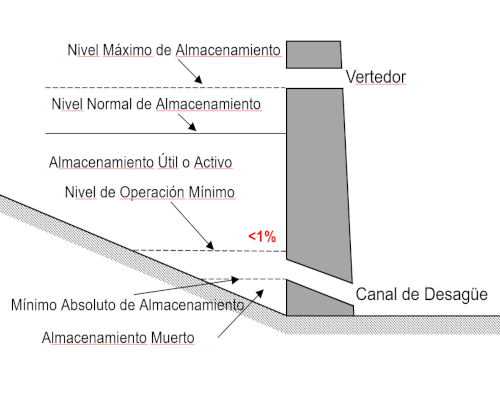 Nivel Máximo de Almacenamiento
Vertedor
Nivel Normal de Almacenamiento
Almacenamiento Útil o Activo
Nivel de Operación Mínimo
<1%
Canal de Desagüe
Mínimo Absoluto de Almacenamiento
Almacenamiento Muerto